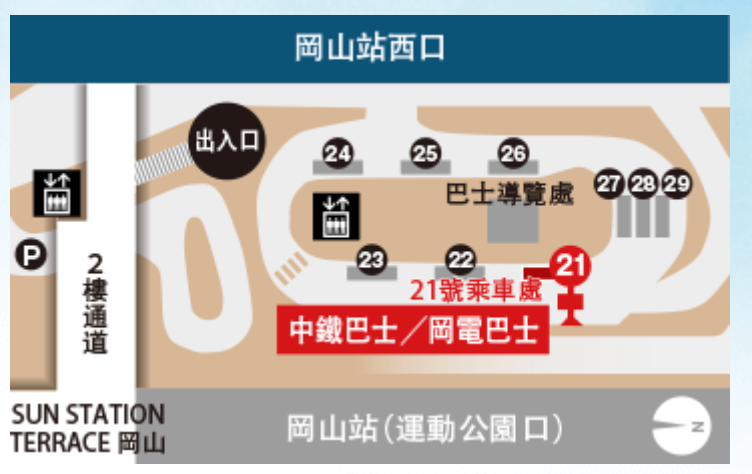 岡山站西口
出入口
24
25
26
27
28
29
巴士導覽處
P
2樓通道
23
22
21
21號乘車處
中鐵巴士／岡電巴士
SUN STATION
TERRACE 岡山
岡山站(運動公園口)
N